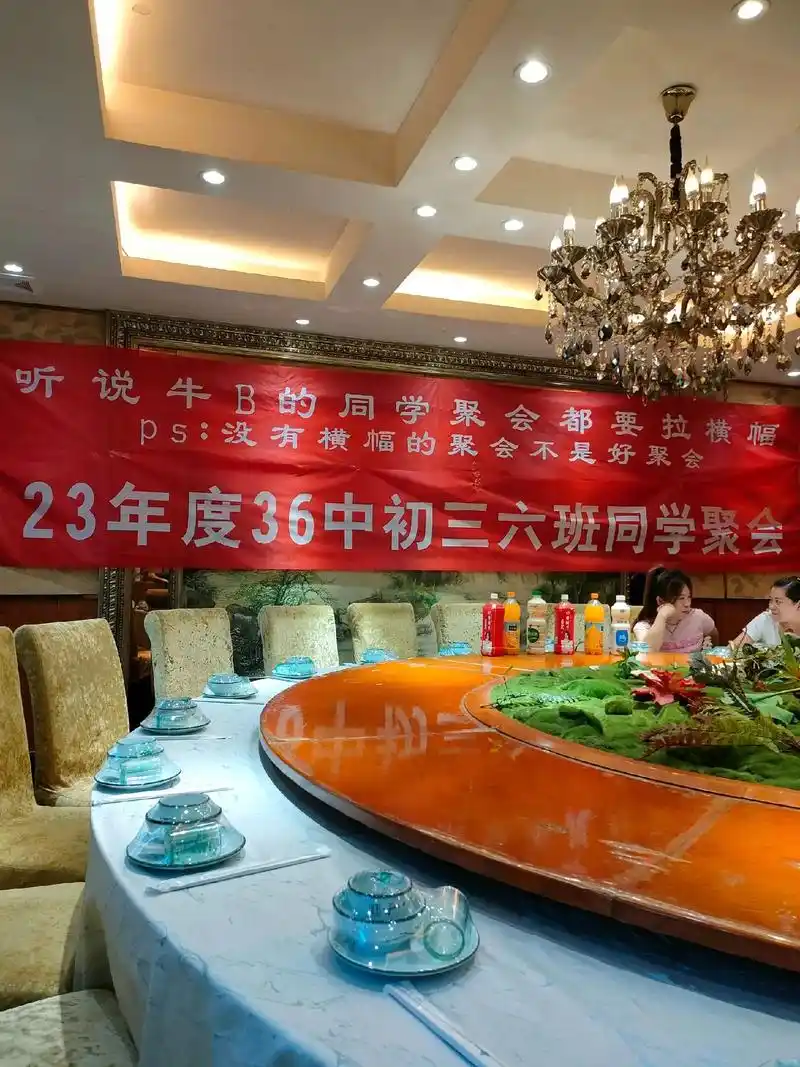 听说牛B的同学聚会都要拉横幅
ps:没有横幅的聚会不是好聚会
23年度36中初三六班同学聚会